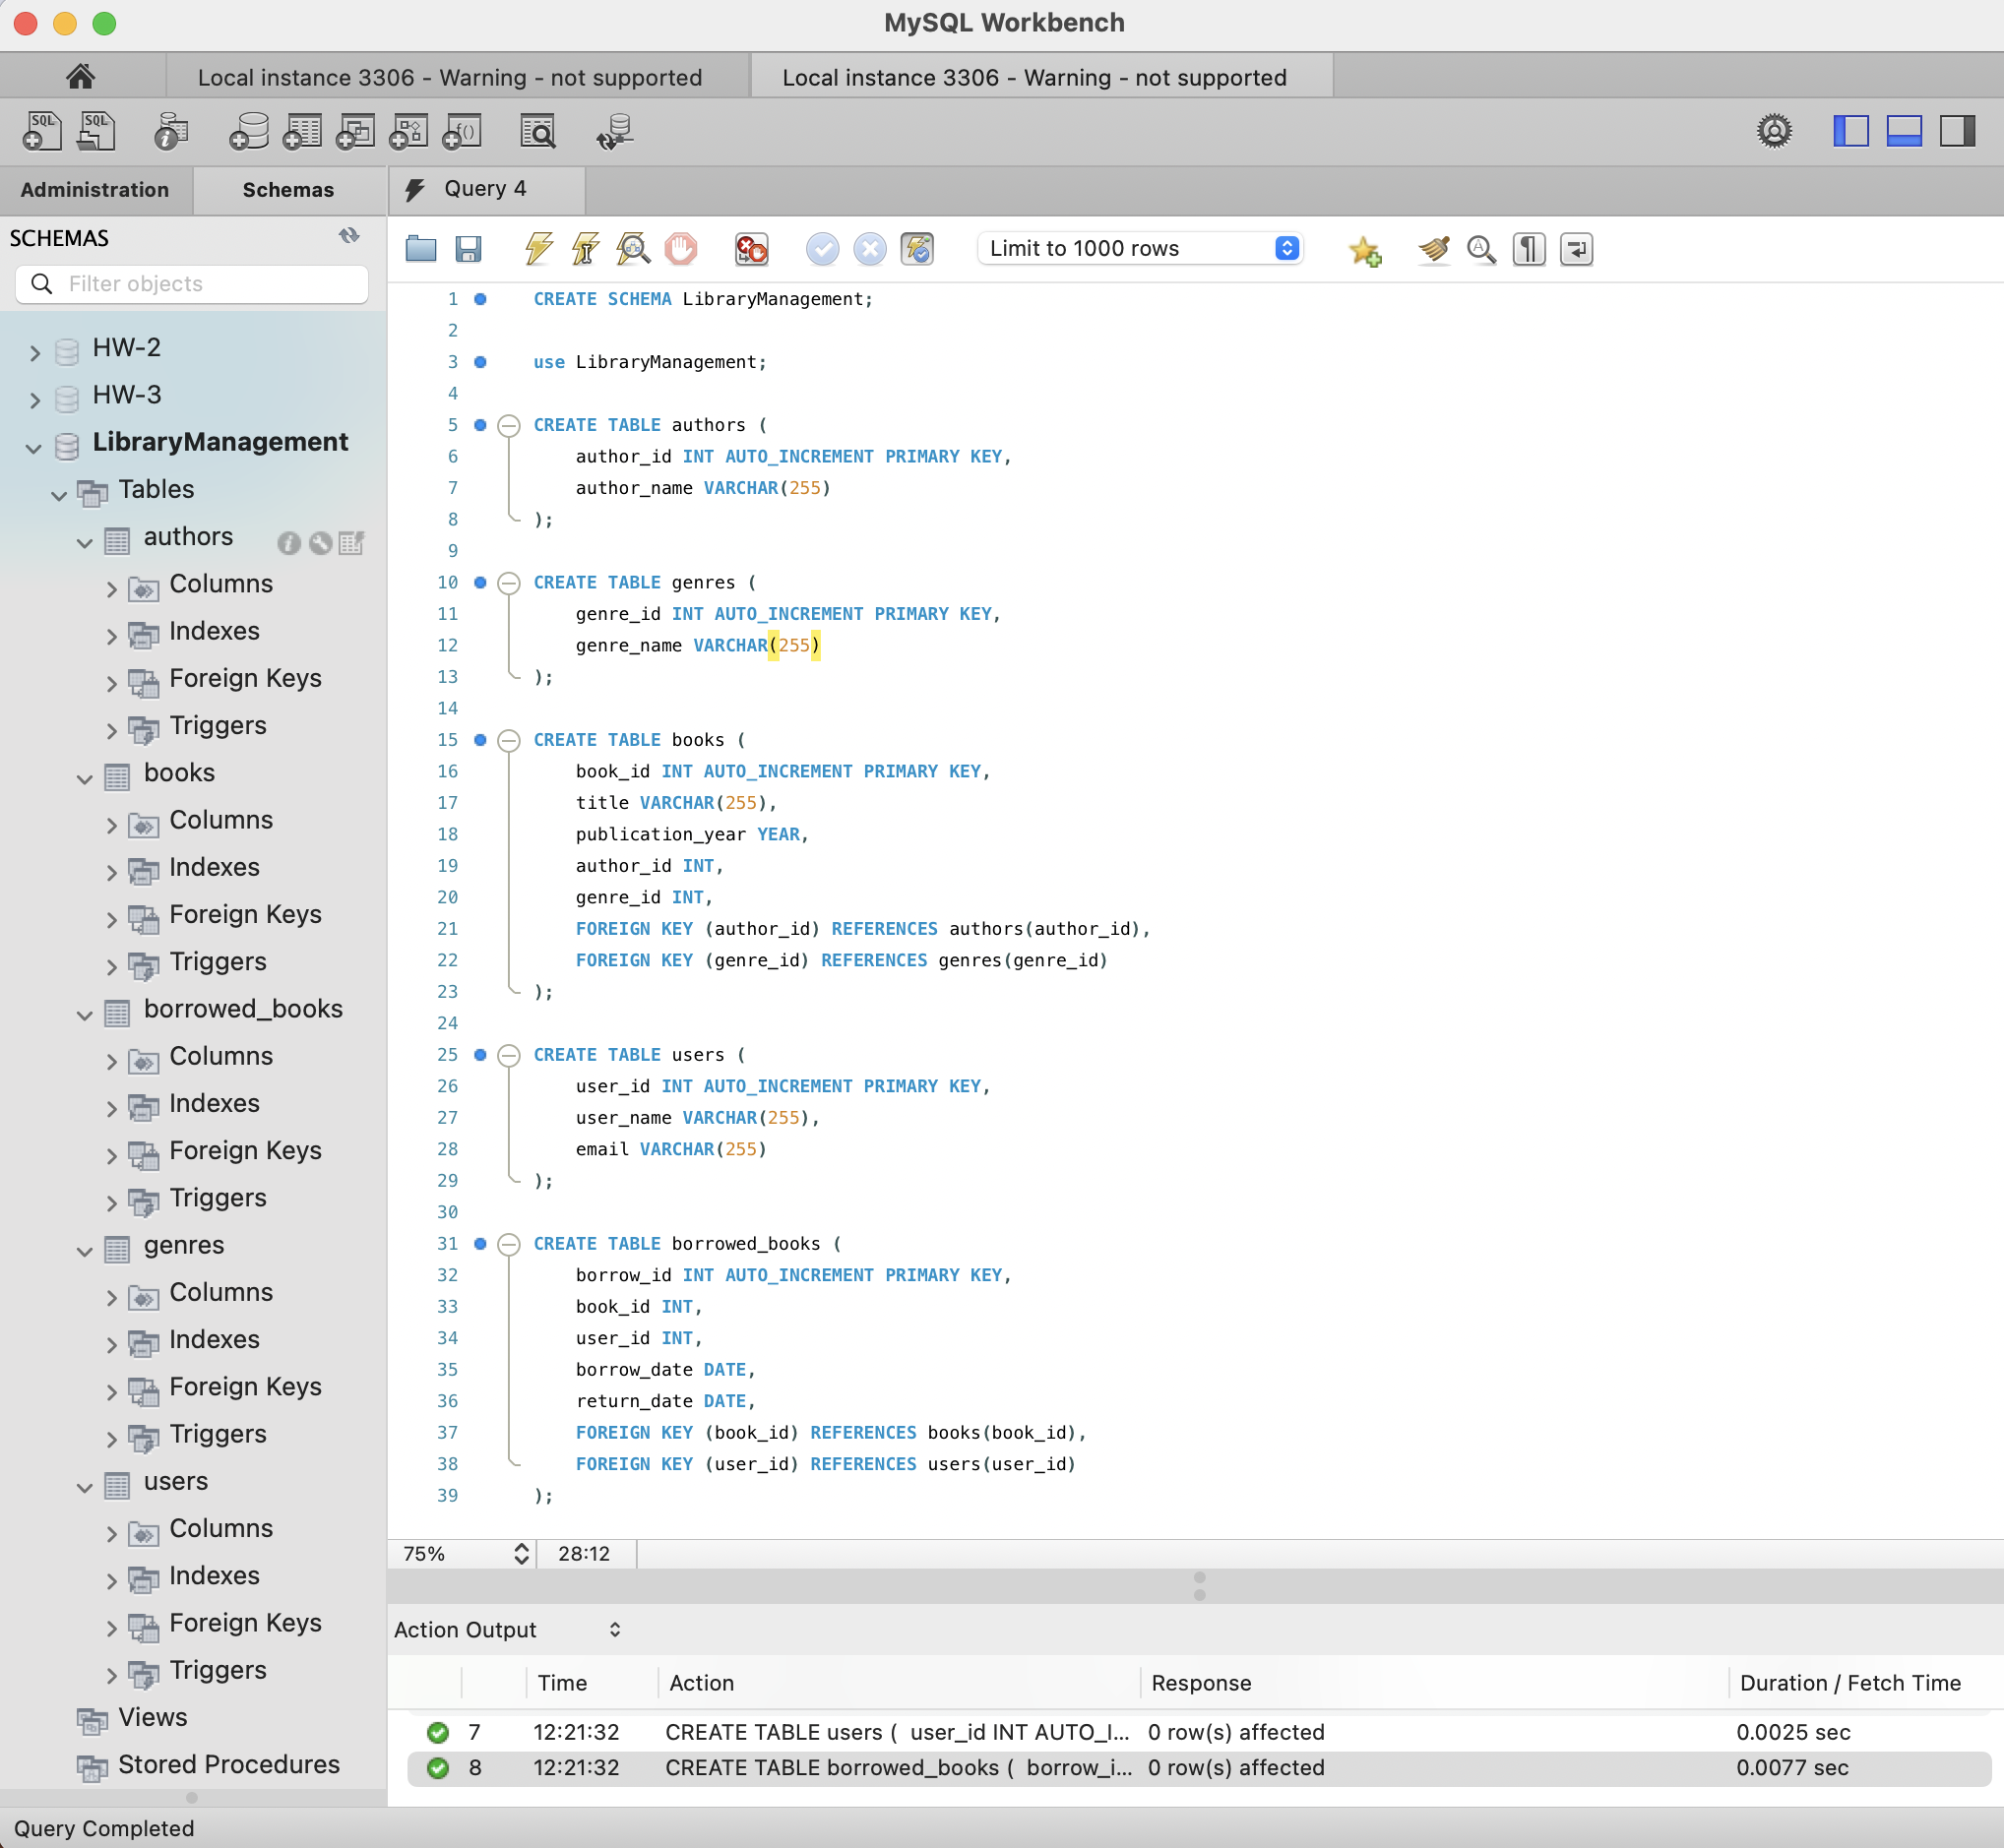 MySQL Workbench
Local instance 3306 - Warning - not supported
Local instance 3306 - Warning - not supported
SQL
SQL
Administration
Schemas
Query 4
SCHEMAS
Filter objects
HW-2
HW-3
LibraryManagement
Tables
authors
Columns
Indexes
Foreign Keys
Triggers
books
Columns
Indexes
Foreign Keys
Triggers
borrowed_books
Columns
Indexes
Foreign Keys
Triggers
genres
Columns
Indexes
Foreign Keys
Triggers
users
Columns
Indexes
Foreign Keys
Triggers
Views
Stored Procedures
Limit to 1000 rows
1 CREATE SCHEMA LibraryManagement;
2
3 use LibraryManagement;
4
5 CREATE TABLE authors (
6 author_id INT AUTO_INCREMENT PRIMARY KEY,
7 author_name VARCHAR(255)
8 );
9
10 CREATE TABLE genres (
11 genre_id INT AUTO_INCREMENT PRIMARY KEY,
12 genre_name VARCHAR(255)
13 );
14
15 CREATE TABLE books (
16 book_id INT AUTO_INCREMENT PRIMARY KEY,
17 title VARCHAR(255),
18 publication_year YEAR,
19 author_id INT,
20 genre_id INT,
21 FOREIGN KEY (author_id) REFERENCES authors(author_id),
22 FOREIGN KEY (genre_id) REFERENCES genres(genre_id)
23 );
24
25 CREATE TABLE users (
26 user_id INT AUTO_INCREMENT PRIMARY KEY,
27 user_name VARCHAR(255),
28 email VARCHAR(255)
29 );
30
31 CREATE TABLE borrowed_books (
32 borrow_id INT AUTO_INCREMENT PRIMARY KEY,
33 book_id INT,
34 user_id INT,
35 borrow_date DATE,
36 return_date DATE,
37 FOREIGN KEY (book_id) REFERENCES books(book_id),
38 FOREIGN KEY (user_id) REFERENCES users(user_id)
39 );
75% 28:12
Action Output
Time Action Response Duration / Fetch Time
7 12:21:32 CREATE TABLE users ( user_id INT AUTO_I... 0 row(s) affected 0.0025 sec
8 12:21:32 CREATE TABLE borrowed_books ( borrow_i... 0 row(s) affected 0.0077 sec
Query Completed